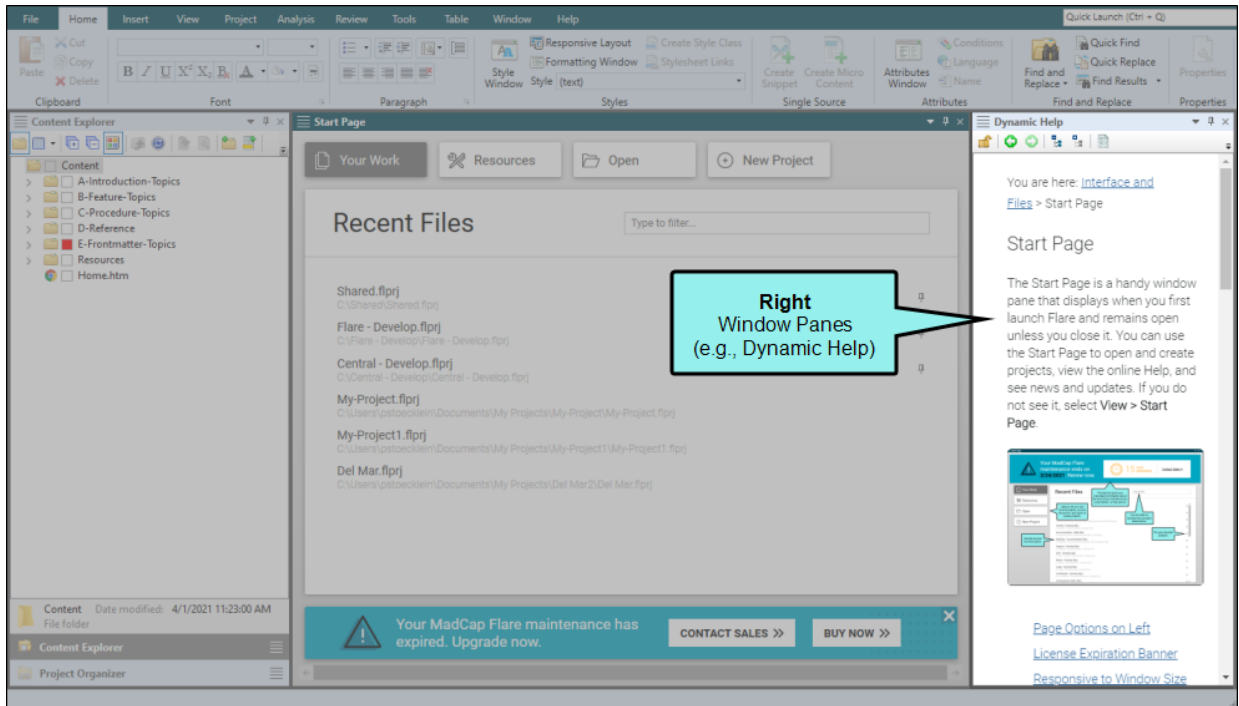 File Home Insert View Project Analysis Review Tools Table Window Help
Quick Launch (Ctrl + Q)
Paste
Cut
Copy
Delete
Clipboard
B I U X² X₂
Font
Paragraph
Style Window
Responsive Layout
Formatting Window
Style (text)
Create Style Class
Stylesheet Links
Styles
Create Snippet
Create Micro Content
Single Source
Attributes Window
Conditions
Language
Name
Attributes
Find and Replace
Quick Find
Quick Replace
Find Results
Find and Replace
Properties
Properties
Content Explorer
Content
A-Introduction-Topics
B-Feature-Topics
C-Procedure-Topics
D-Reference
E-Frontmatter-Topics
Resources
Home.htm
Content Date modified: 4/1/2021 11:23:00 AM
File folder
Content Explorer
Project Organizer
Start Page
Your Work
Resources
Open
New Project
Recent Files
Type to filter...
Shared.flprj
C:\Shared\Shared.flprj
Flare - Develop.flprj
C:\Flare - Develop\Flare - Develop.flprj
Central - Develop.flprj
C:\Central - Develop\Central - Develop.flprj
My-Project.flprj
C:\Users\pstoecklein\Documents\My Projects\My-Project\My-Project.flprj
My-Project1.flprj
C:\Users\pstoecklein\Documents\My Projects\My-Project1\My-Project1.flprj
Del Mar.flprj
C:\Users\pstoecklein\Documents\My Projects\Del Mar2\Del Mar.flprj
Right
Window Panes
(e.g., Dynamic Help)
Your MadCap Flare maintenance has
expired. Upgrade now.
CONTACT SALES >>
BUY NOW >>
Dynamic Help
You are here: Interface and
Files > Start Page
Start Page
The Start Page is a handy window
pane that displays when you first
launch Flare and remains open
unless you close it. You can use
the Start Page to open and create
projects, view the online Help, and
see news and updates. If you do
not see it, select View > Start
Page.
Page Options on Left
License Expiration Banner
Responsive to Window Size